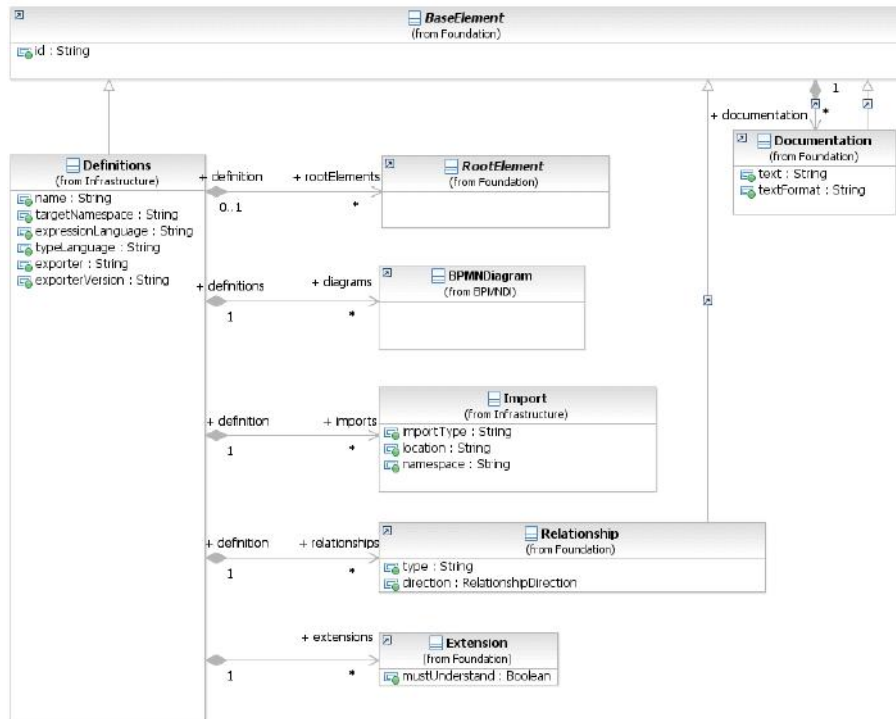 BaseElement
(from Foundation)
id : String
1
+ documentation
*
Documentation
(from Foundation)
text : String
textFormat : String
Definitions
(from Infrastructure)
name : String
targetNamespace : String
expressionLanguage : String
typeLanguage : String
exporter : String
exporterVersion : String
+ definition
+ rootElements
0..1
*
RootElement
(from Foundation)
+ definitions
+ diagrams
1
*
BPMNDiagram
(from BPMNDI)
+ definition
+ imports
1
*
Import
(from Infrastructure)
importType : String
location : String
namespace : String
+ definition
+ relationships
1
*
Relationship
(from Foundation)
type : String
direction : RelationshipDirection
+ extensions
1
*
Extension
(from Foundation)
mustUnderstand : Boolean